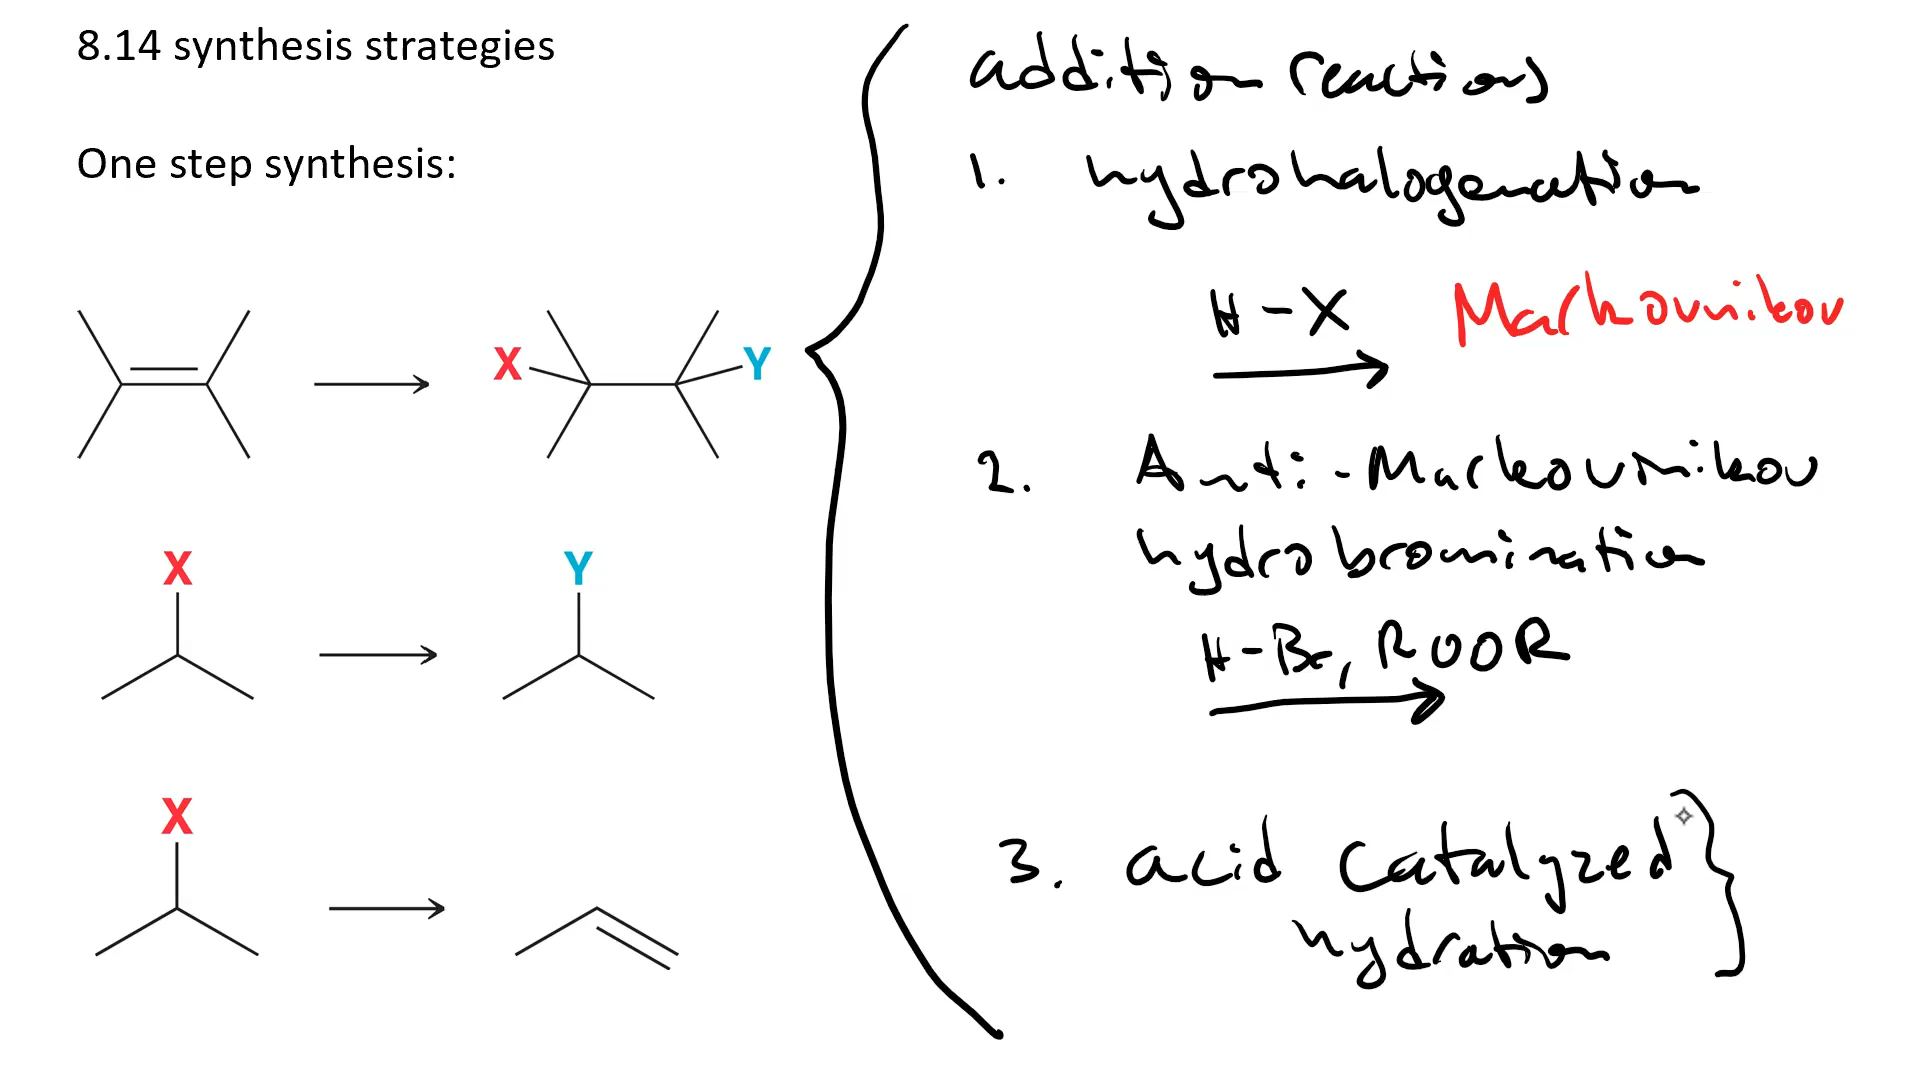 8.14 synthesis strategies
One step synthesis:
X Y
X Y
X
addition reactions
1. hydrohalogenation
H-X Markovnikov
2. Anti-Markovnikov
hydrobromination
H-Br, ROOR
3. acid catalyzed
hydration